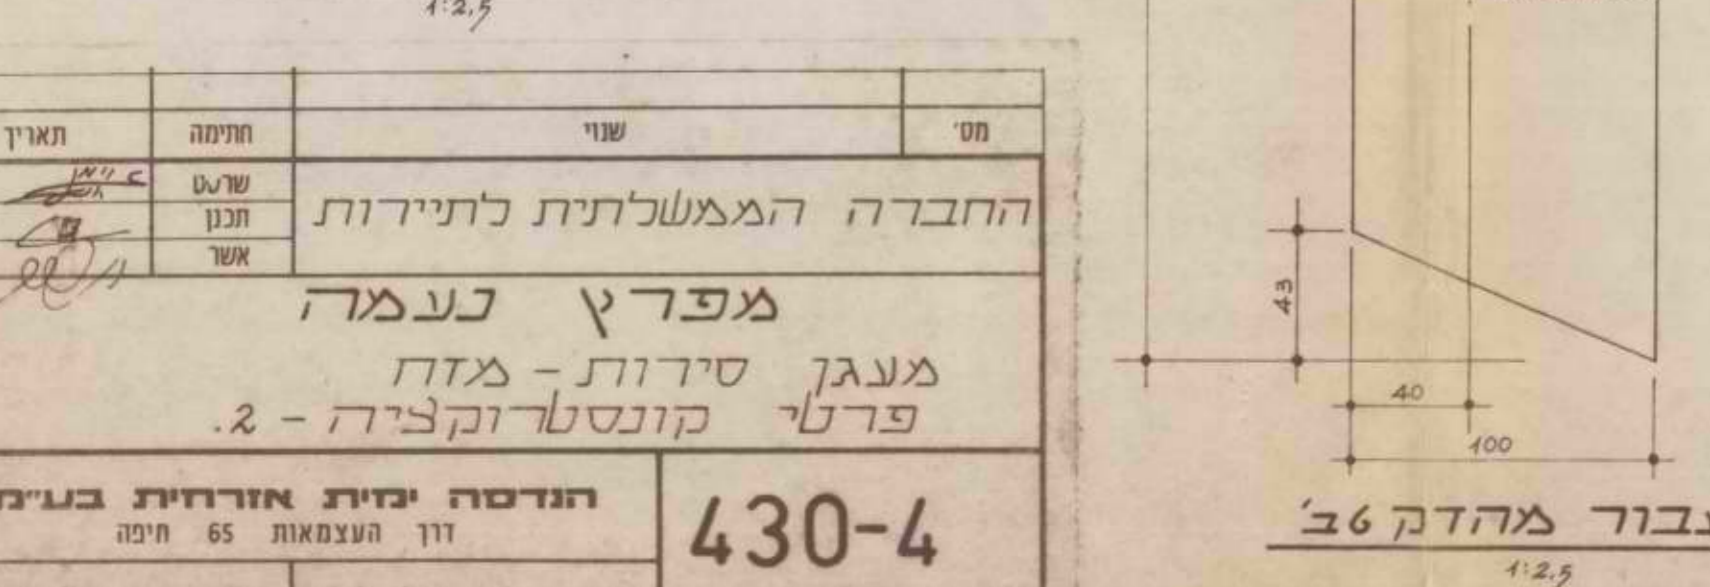 1:2,5
מס' שנוי חתימה תאריך
החברה הממשלתית לתיירות
שרטט
תכנן
אשר
מפרץ נעמה
מעגן סירות - מזח
פרטי קונסטרוקציה - 2.
הנדסה ימית אזרחית בע"מ
דרך העצמאות 65 חיפה
430-4
43
40
100
עבור מהדק 6ב'
1:2,5